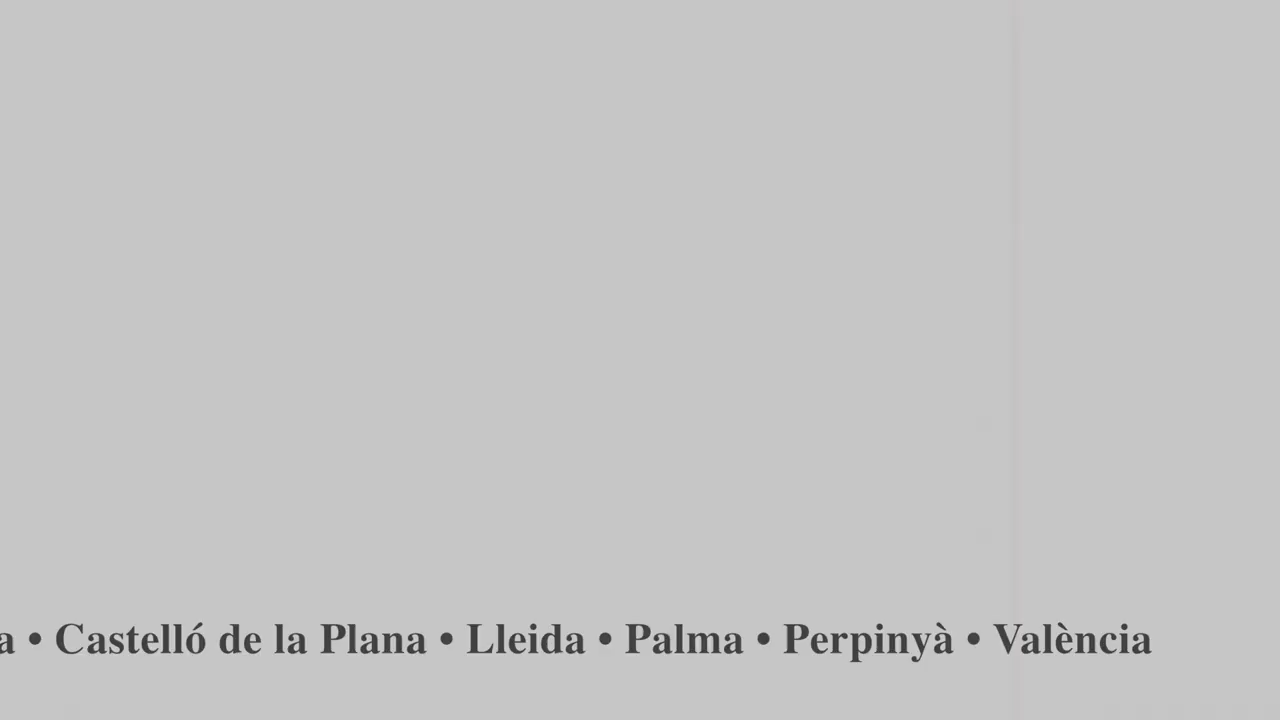 a • Castelló de la Plana • Lleida • Palma • Perpinyà • València